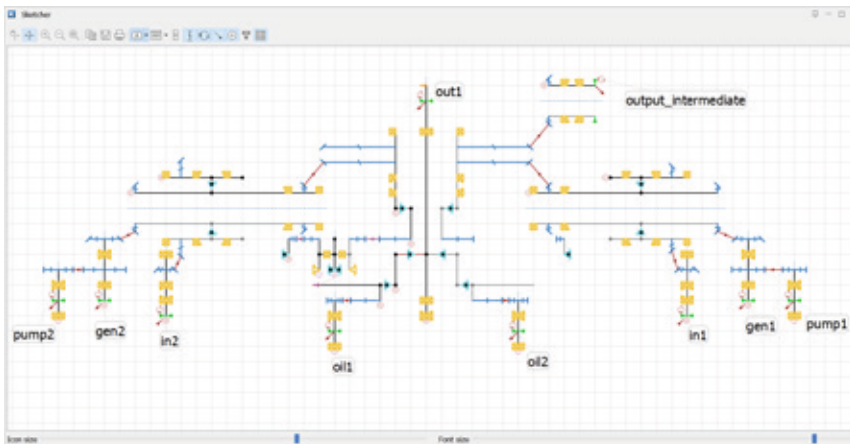 Sketcher
out1
output_intermediate
pump2
gen2
in2
oil1
oil2
in1
gen1
pump1
Icon size
Font size